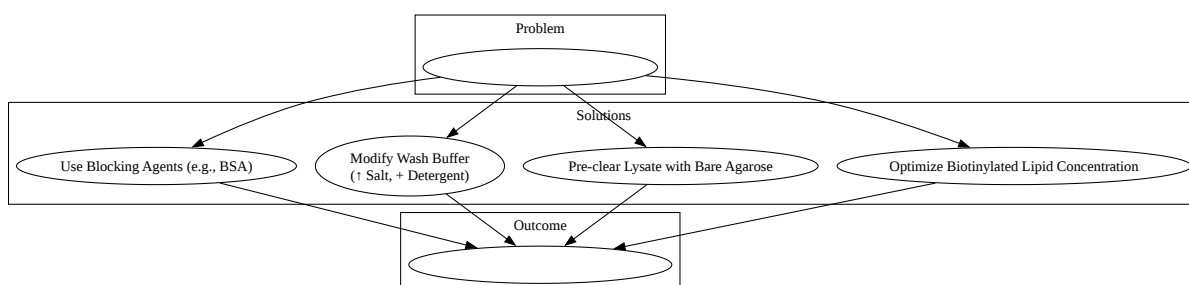 Problem
Solutions
Use Blocking Agents (e.g., BSA)
Modify Wash Buffer
(↑ Salt, + Detergent)
Pre-clear Lysate with Bare Agarose
Optimize Biotinylated Lipid Concentration
Outcome